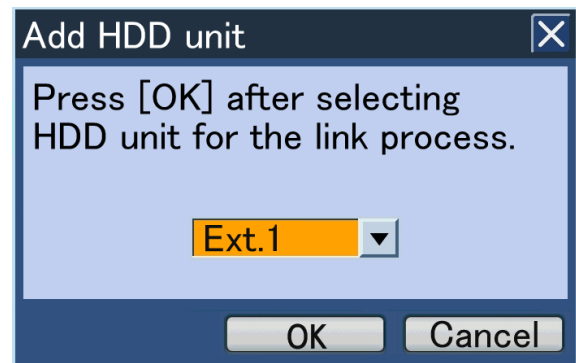 Add HDD unit
Press [OK] after selecting
HDD unit for the link process.
Ext.1
OK
Cancel